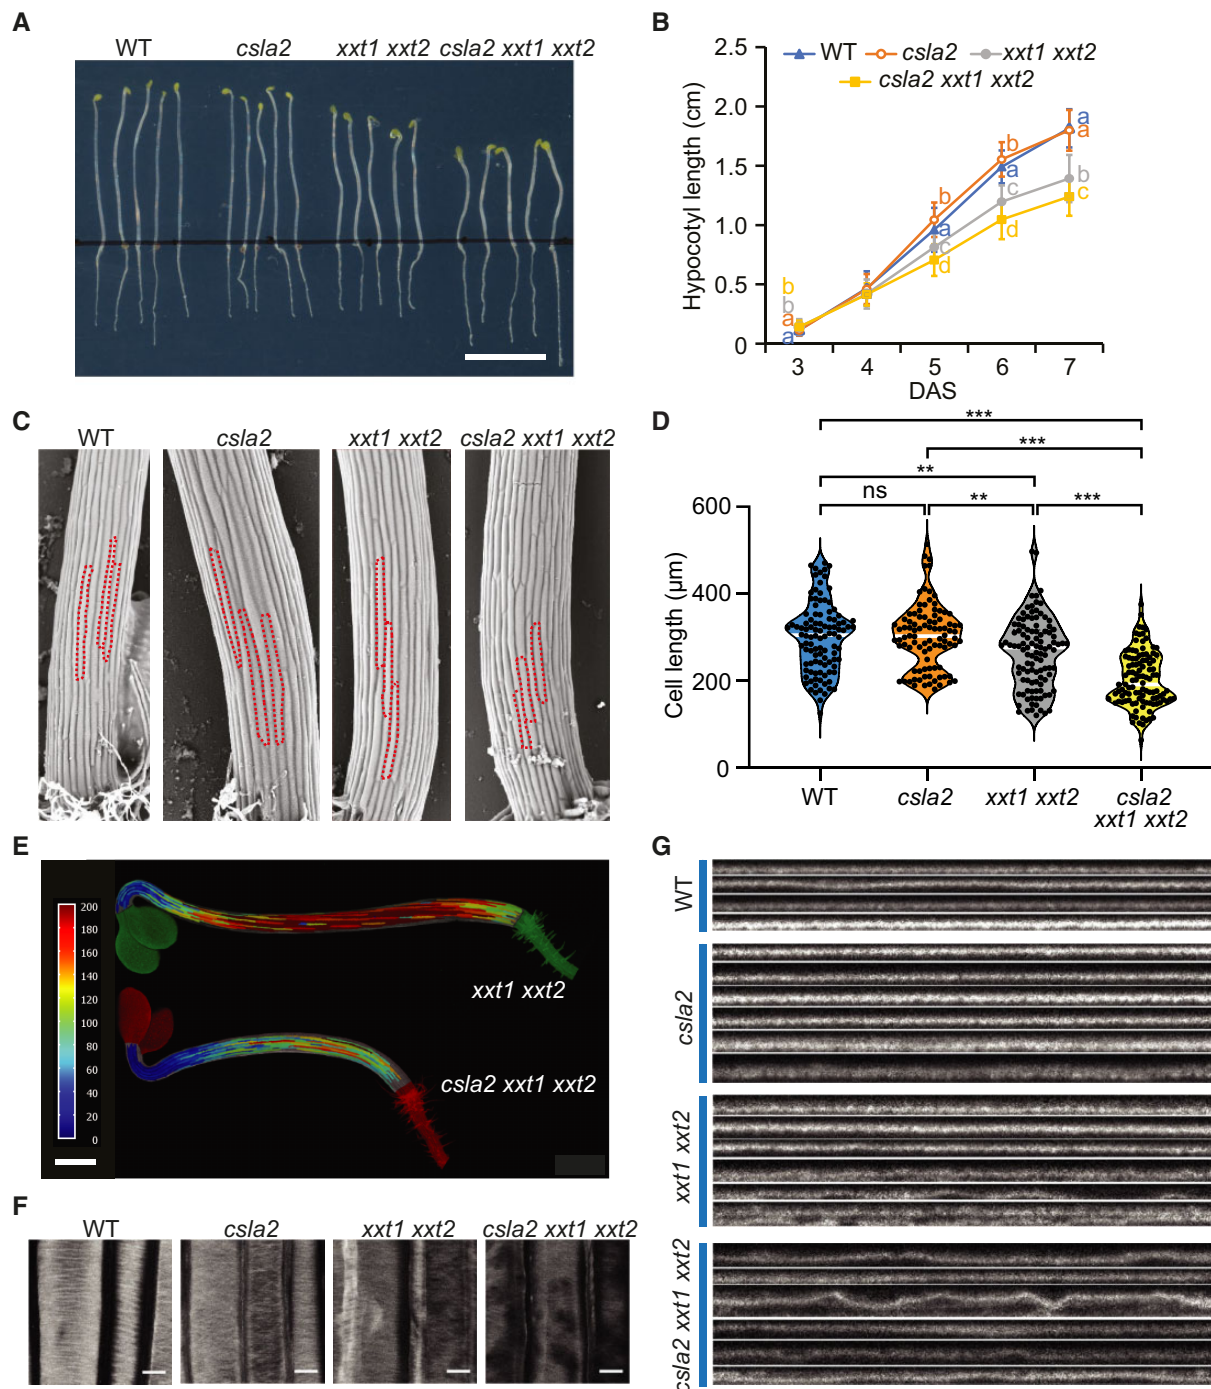 A
WT csla2 xxt1 xxt2 csla2 xxt1 xxt2
B
WT csla2 xxt1 xxt2
csla2 xxt1 xxt2
Hypocotyl length (cm)
2.5
2.0
1.5
1.0
0.5
0
b
b
a
a
b
a
c
d
b
a
c
d
a
a
b
c
3 4 5 6 7
DAS
C
WT csla2 xxt1 xxt2 csla2 xxt1 xxt2
D
***
***
**
ns ** ***
Cell length (µm)
600
400
200
0
WT csla2 xxt1 xxt2 csla2
xxt1 xxt2
E
200
180
160
140
120
100
80
60
40
20
0
xxt1 xxt2
csla2 xxt1 xxt2
F
WT csla2 xxt1 xxt2 csla2 xxt1 xxt2
G
WT
csla2
xxt1 xxt2
csla2 xxt1 xxt2